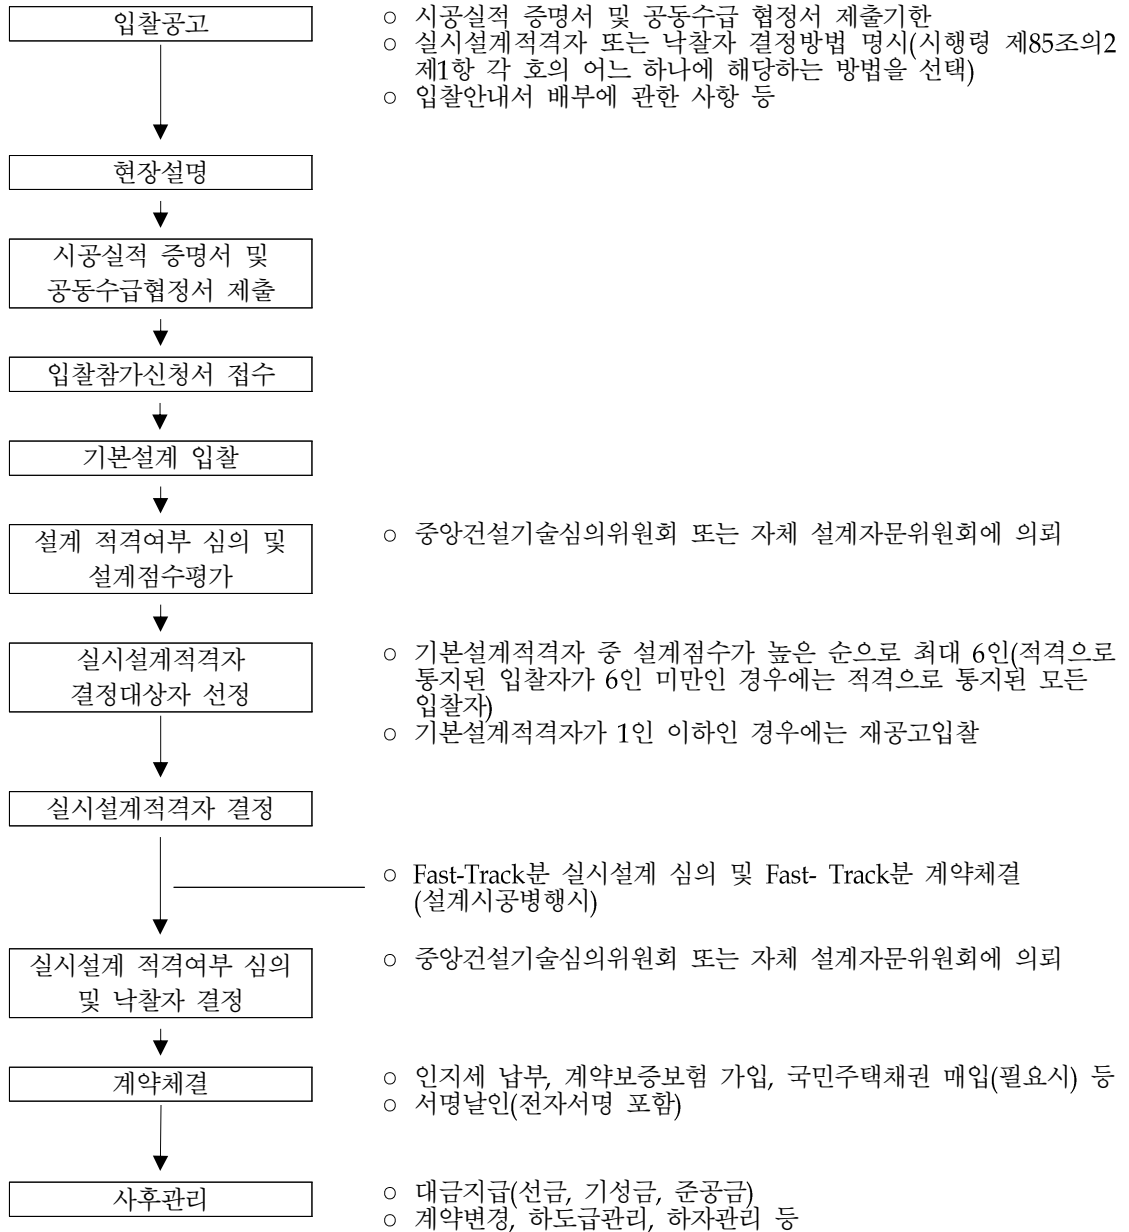 입찰공고
○ 시공실적 증명서 및 공동수급 협정서 제출기한
○ 실시설계적격자 또는 낙찰자 결정방법 명시(시행령 제85조의2
제1항 각 호의 어느 하나에 해당하는 방법을 선택)
○ 입찰안내서 배부에 관한 사항 등
현장설명
시공실적 증명서 및
공동수급협정서 제출
입찰참가신청서 접수
기본설계 입찰
설계 적격여부 심의 및
설계점수평가
○ 중앙건설기술심의위원회 또는 자체 설계자문위원회에 의뢰
실시설계적격자
결정대상자 선정
○ 기본설계적격자 중 설계점수가 높은 순으로 최대 6인(적격으로
통지된 입찰자가 6인 미만인 경우에는 적격으로 통지된 모든
입찰자)
○ 기본설계적격자가 1인 이하인 경우에는 재공고입찰
실시설계적격자 결정
○ Fast-Track분 실시설계 심의 및 Fast- Track분 계약체결
(설계시공병행시)
실시설계 적격여부 심의
및 낙찰자 결정
○ 중앙건설기술심의위원회 또는 자체 설계자문위원회에 의뢰
계약체결
○ 인지세 납부, 계약보증보험 가입, 국민주택채권 매입(필요시) 등
○ 서명날인(전자서명 포함)
사후관리
○ 대금지급(선금, 기성금, 준공금)
○ 계약변경, 하도급관리, 하자관리 등